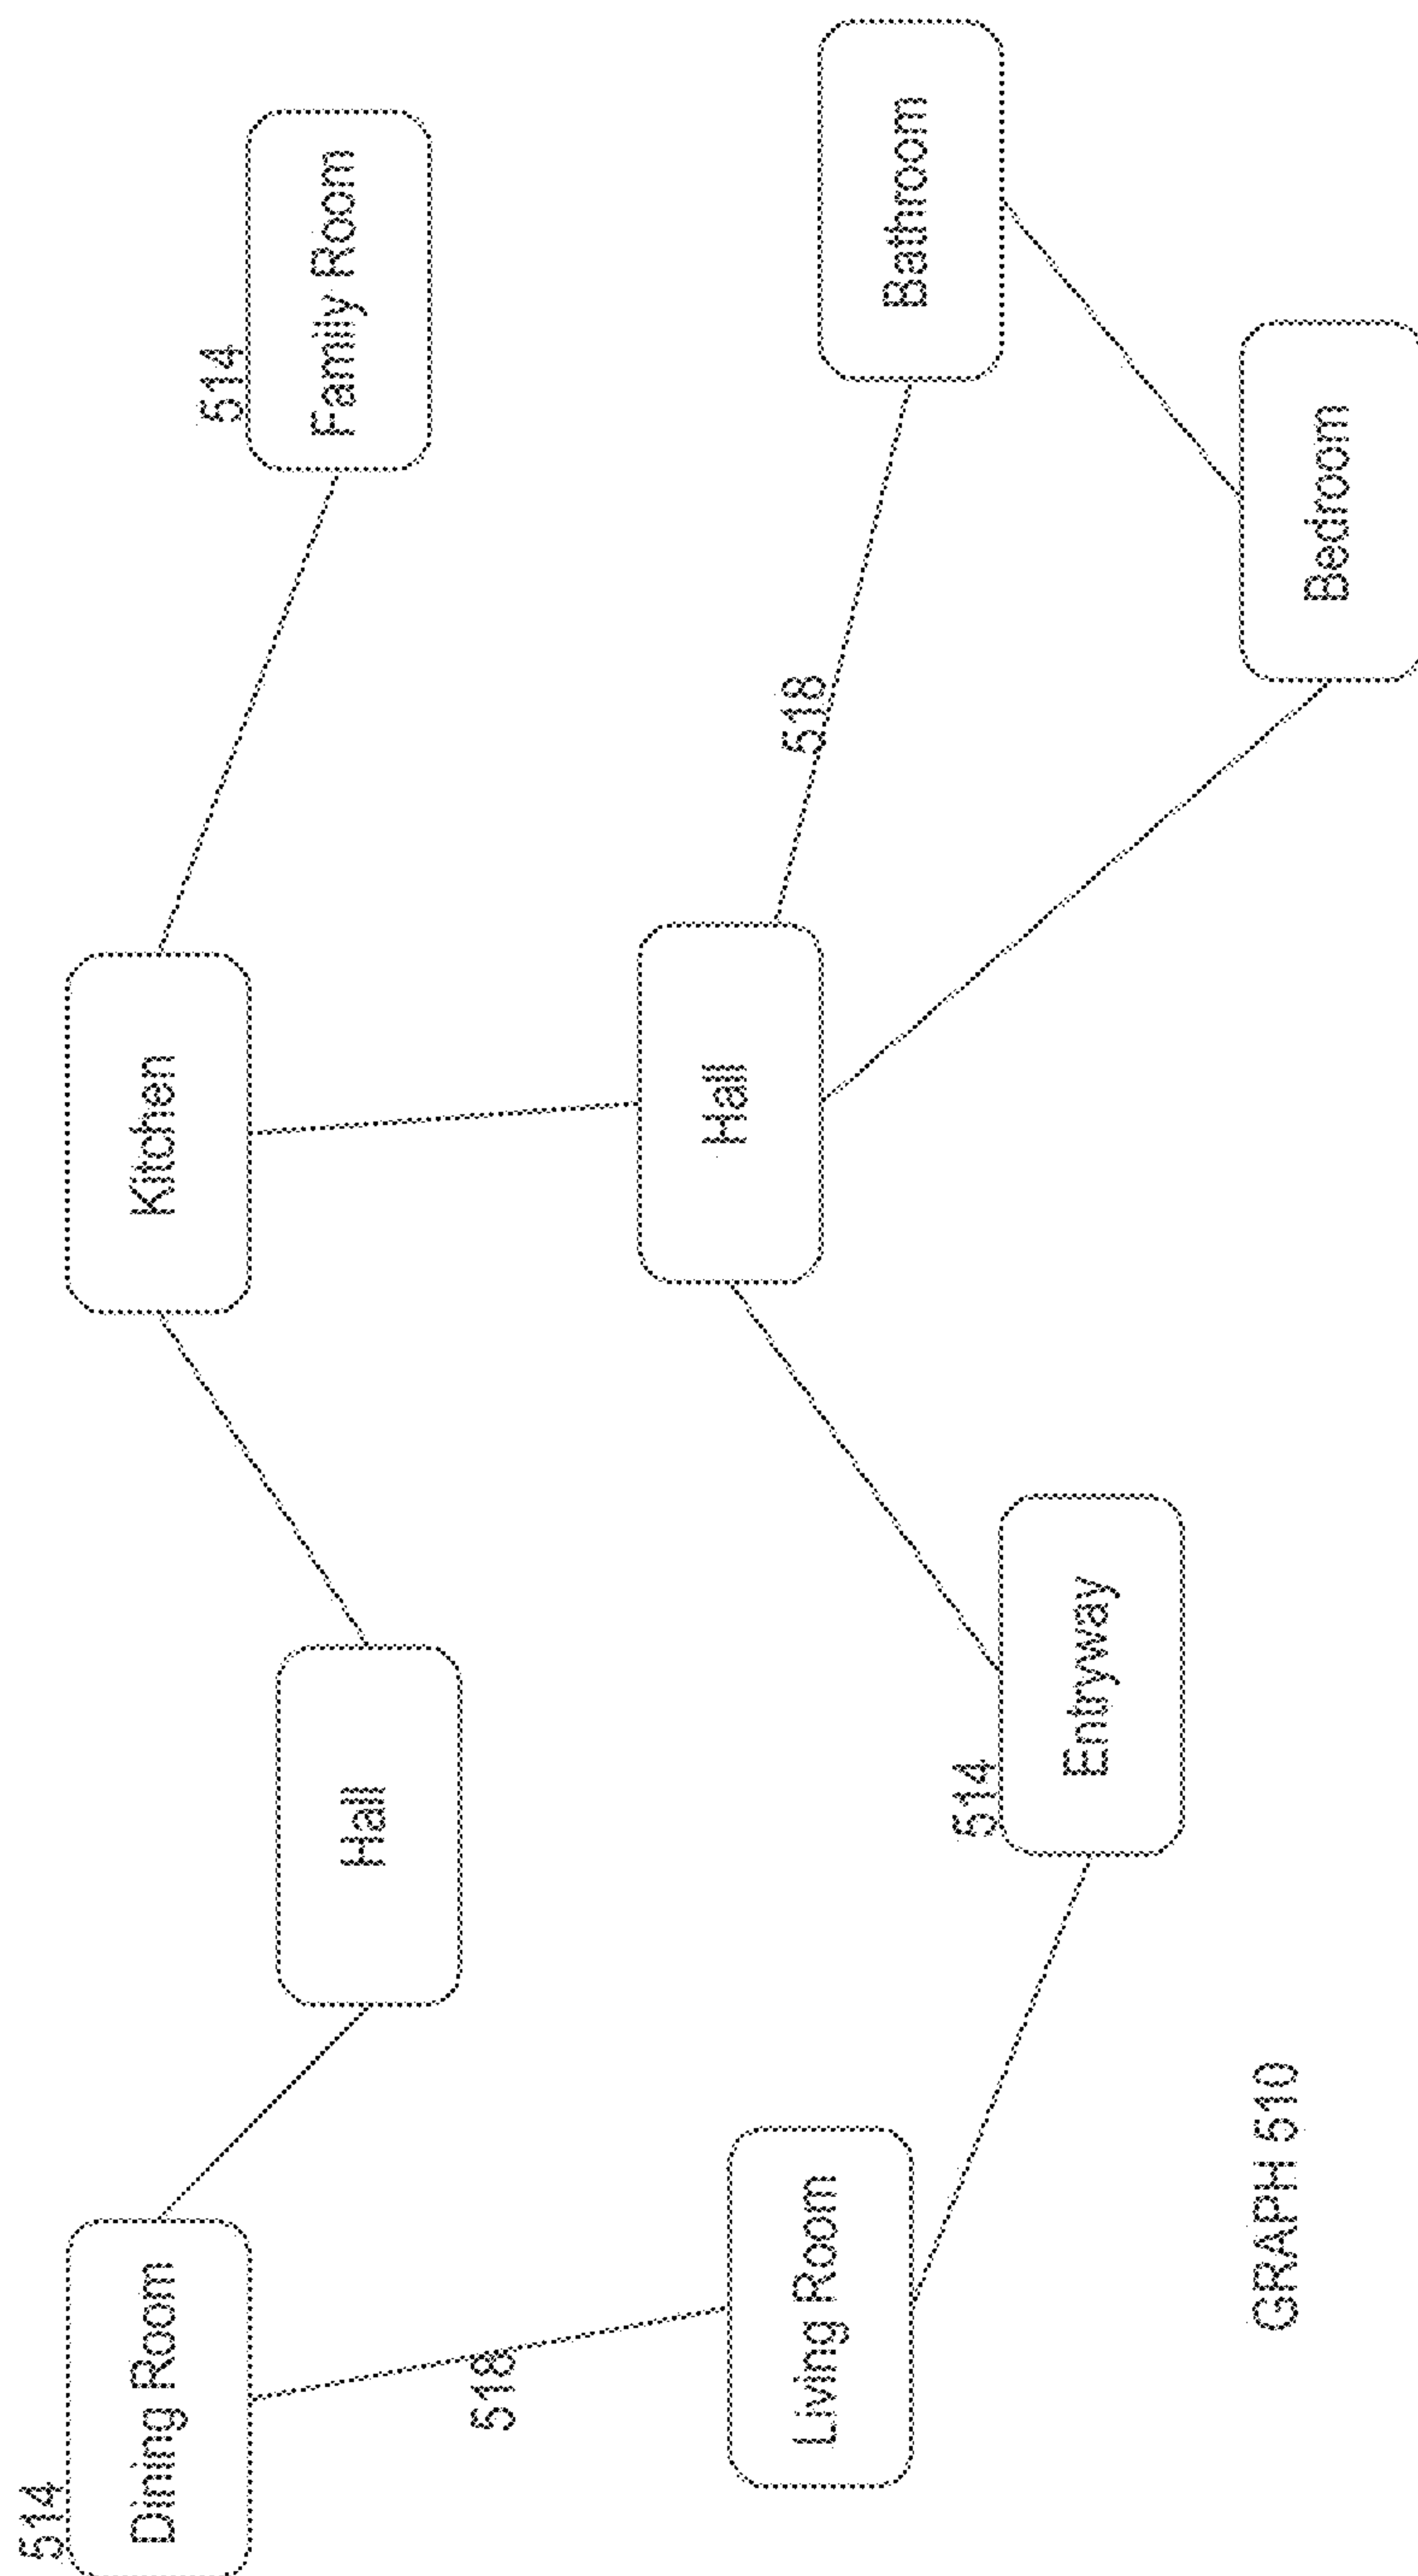 514
Dining Room
Hall
Kitchen
514
Family Room
518
Living Room
Hall
518
Bathroom
514
Entryway
Bedroom
GRAPH 510